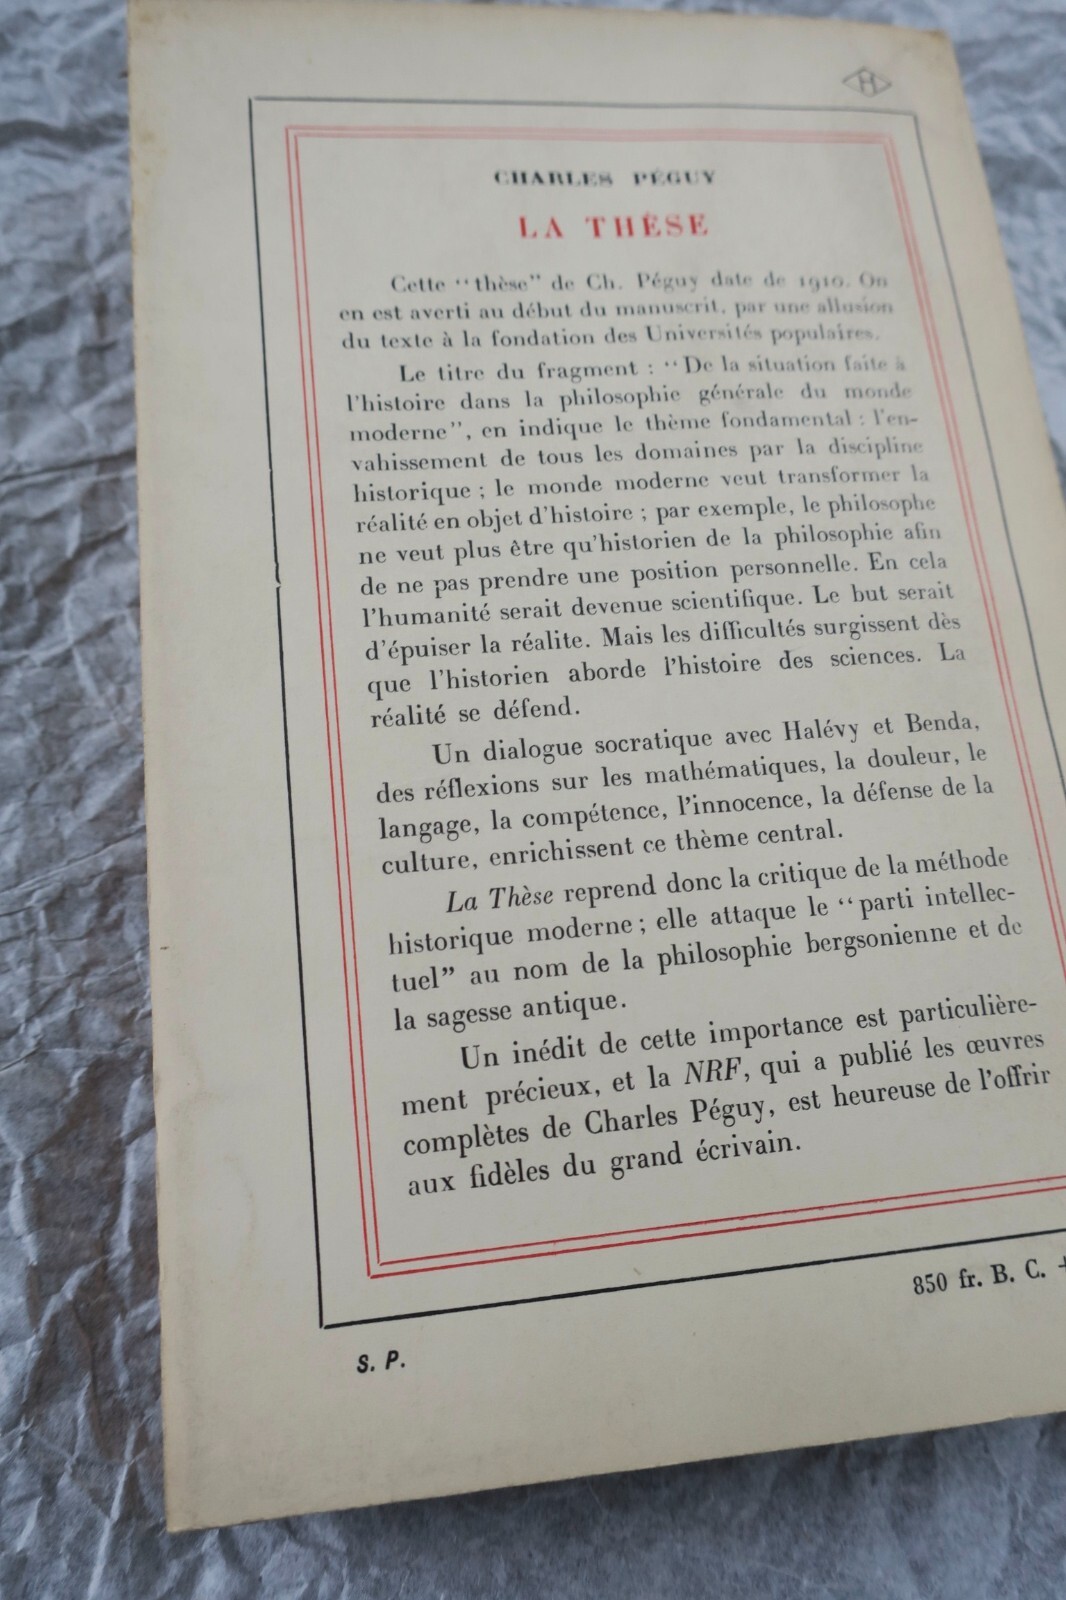 H
CHARLES PÉGUY
LA THÈSE
Cette “thèse” de Ch. Péguy date de 1910. On
en est averti au début du manuscrit, par une allusion
du texte à la fondation des Universités populaires.
Le titre du fragment : “De la situation faite à
l'histoire dans la philosophie générale du monde
moderne”, en indique le thème fondamental : l'en-
vahissement de tous les domaines par la discipline
historique ; le monde moderne veut transformer la
réalité en objet d'histoire ; par exemple, le philosophe
ne veut plus être qu'historien de la philosophie afin
de ne pas prendre une position personnelle. En cela
l'humanité serait devenue scientifique. Le but serait
d'épuiser la réalite. Mais les difficultés surgissent dès
que l'historien aborde l'histoire des sciences. La
réalité se défend.
Un dialogue socratique avec Halévy et Benda,
des réflexions sur les mathématiques, la douleur, le
langage, la compétence, l'innocence, la défense de la
culture, enrichissent ce thème central.
La Thèse reprend donc la critique de la méthode
historique moderne ; elle attaque le “parti intellec-
tuel” au nom de la philosophie bergsonienne et de
la sagesse antique.
Un inédit de cette importance est particulière-
ment précieux, et la NRF, qui a publié les œuvres
complètes de Charles Péguy, est heureuse de l'offrir
aux fidèles du grand écrivain.
850 fr. B. C. +
S. P.